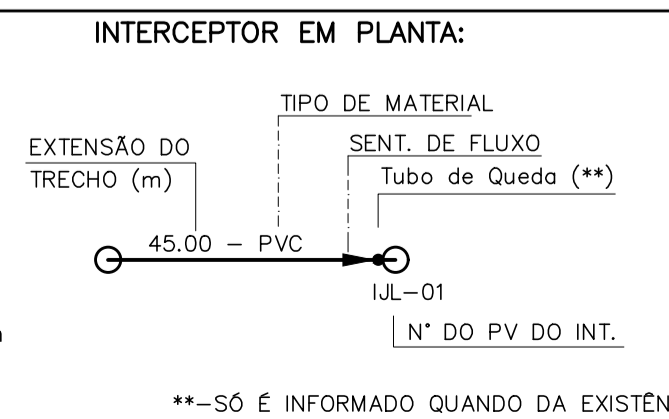 INTERCEPTOR EM PLANTA:
TIPO DE MATERIAL
EXTENSÃO DO
TRECHO (m)
SENT. DE FLUXO
Tubo de Queda (**)
45.00 – PVC
IJL–01
N° DO PV DO INT.
**–SÓ É INFORMADO QUANDO DA